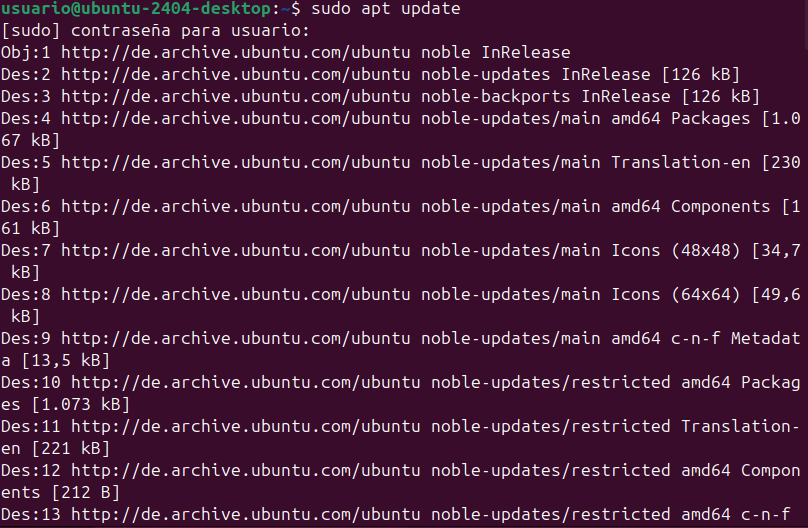 usuario@ubuntu-2404-desktop:~$ sudo apt update
[sudo] contraseña para usuario:
Obj:1 http://de.archive.ubuntu.com/ubuntu noble InRelease
Des:2 http://de.archive.ubuntu.com/ubuntu noble-updates InRelease [126 kB]
Des:3 http://de.archive.ubuntu.com/ubuntu noble-backports InRelease [126 kB]
Des:4 http://de.archive.ubuntu.com/ubuntu noble-updates/main amd64 Packages [1.0
67 kB]
Des:5 http://de.archive.ubuntu.com/ubuntu noble-updates/main Translation-en [230
 kB]
Des:6 http://de.archive.ubuntu.com/ubuntu noble-updates/main amd64 Components [1
61 kB]
Des:7 http://de.archive.ubuntu.com/ubuntu noble-updates/main Icons (48x48) [34,7
 kB]
Des:8 http://de.archive.ubuntu.com/ubuntu noble-updates/main Icons (64x64) [49,6
 kB]
Des:9 http://de.archive.ubuntu.com/ubuntu noble-updates/main amd64 c-n-f Metadat
a [13,5 kB]
Des:10 http://de.archive.ubuntu.com/ubuntu noble-updates/restricted amd64 Packag
es [1.073 kB]
Des:11 http://de.archive.ubuntu.com/ubuntu noble-updates/restricted Translation-
en [221 kB]
Des:12 http://de.archive.ubuntu.com/ubuntu noble-updates/restricted amd64 Compon
ents [212 B]
Des:13 http://de.archive.ubuntu.com/ubuntu noble-updates/restricted amd64 c-n-f